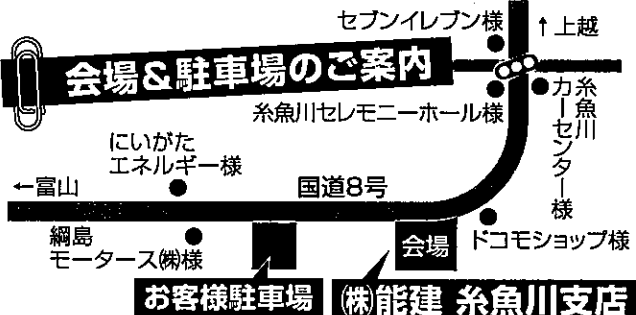 セブンイレブン様
↑上越
会場&駐車場のご案内
糸魚川セレモニーホール様
糸魚川
カーセンター様
にいがた
エネルギー様
←富山
国道8号
綱島
モータース㈱様
会場
ドコモショップ様
お客様駐車場
㈱能建 糸魚川支店